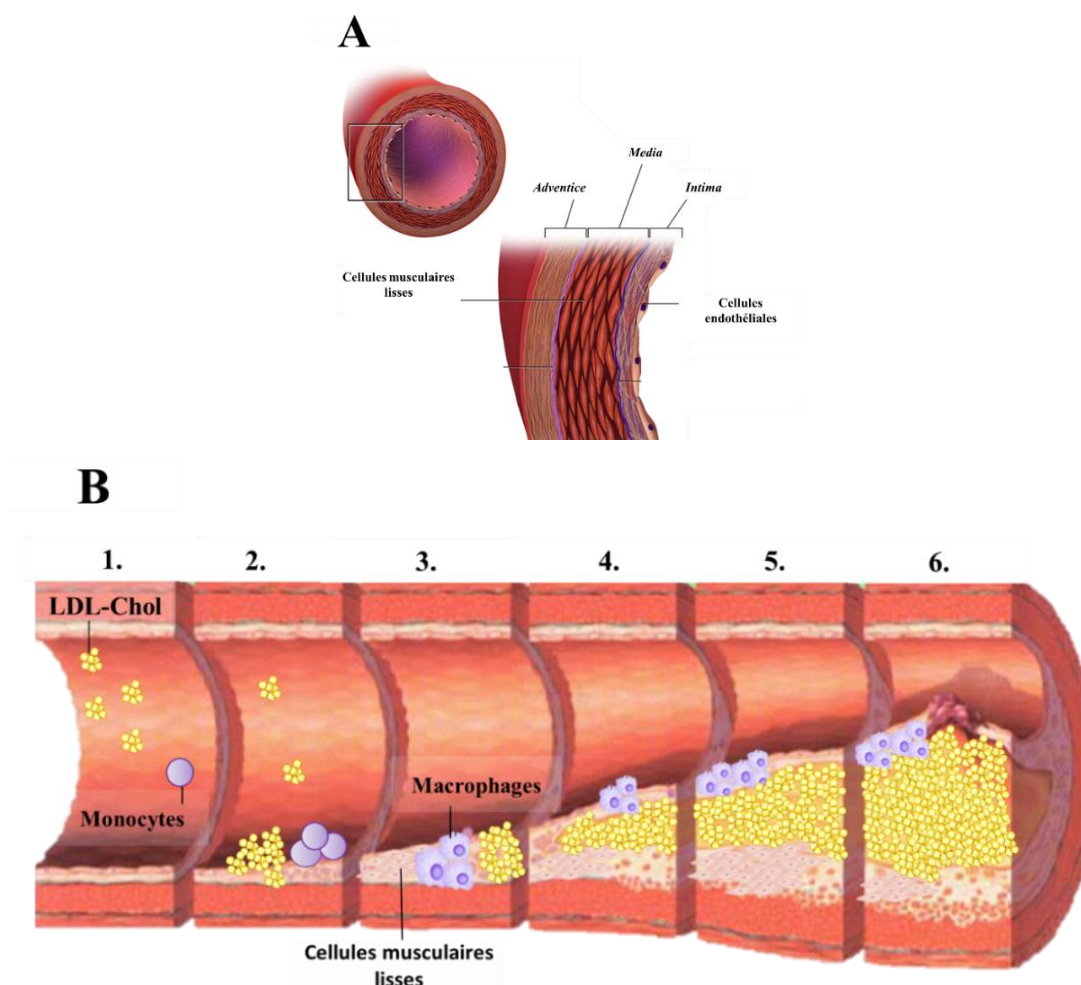 A
Media
Adventice
Intima
Cellules musculaires
lisses
Cellules
endothéliales
B
1.
2.
3.
4.
5.
6.
LDL-Chol
Monocytes
Macrophages
Cellules musculaires
lisses